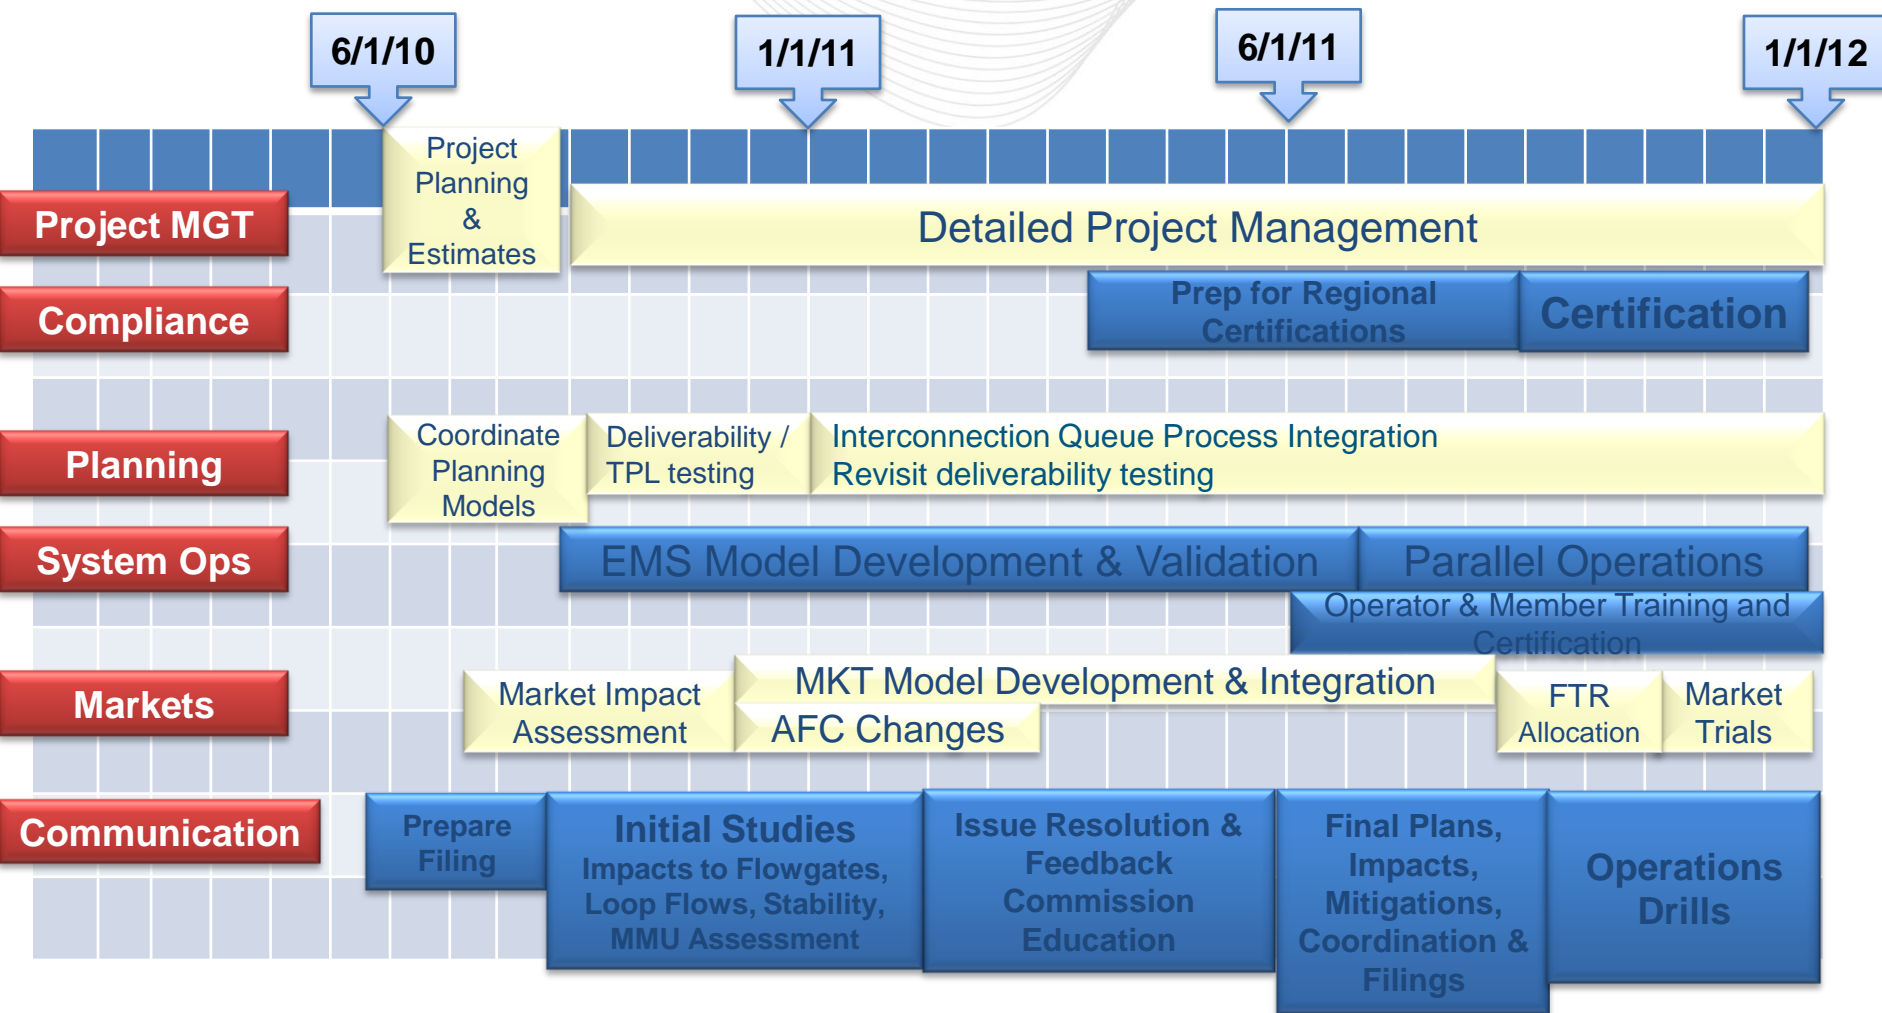 6/1/10
1/1/11
6/1/11
1/1/12
Project MGT
Project
Planning
&
Estimates
Detailed Project Management
Compliance
Prep for Regional
Certifications
Certification
Planning
Coordinate
Planning
Models
Deliverability /
TPL testing
Interconnection Queue Process Integration
Revisit deliverability testing
System Ops
EMS Model Development & Validation
Parallel Operations
Operator & Member Training and
Certification
Markets
Market Impact
Assessment
MKT Model Development & Integration
AFC Changes
FTR
Allocation
Market
Trials
Communication
Prepare
Filing
Initial Studies
Impacts to Flowgates,
Loop Flows, Stability,
MMU Assessment
Issue Resolution &
Feedback
Commission
Education
Final Plans,
Impacts,
Mitigations,
Coordination &
Filings
Operations
Drills